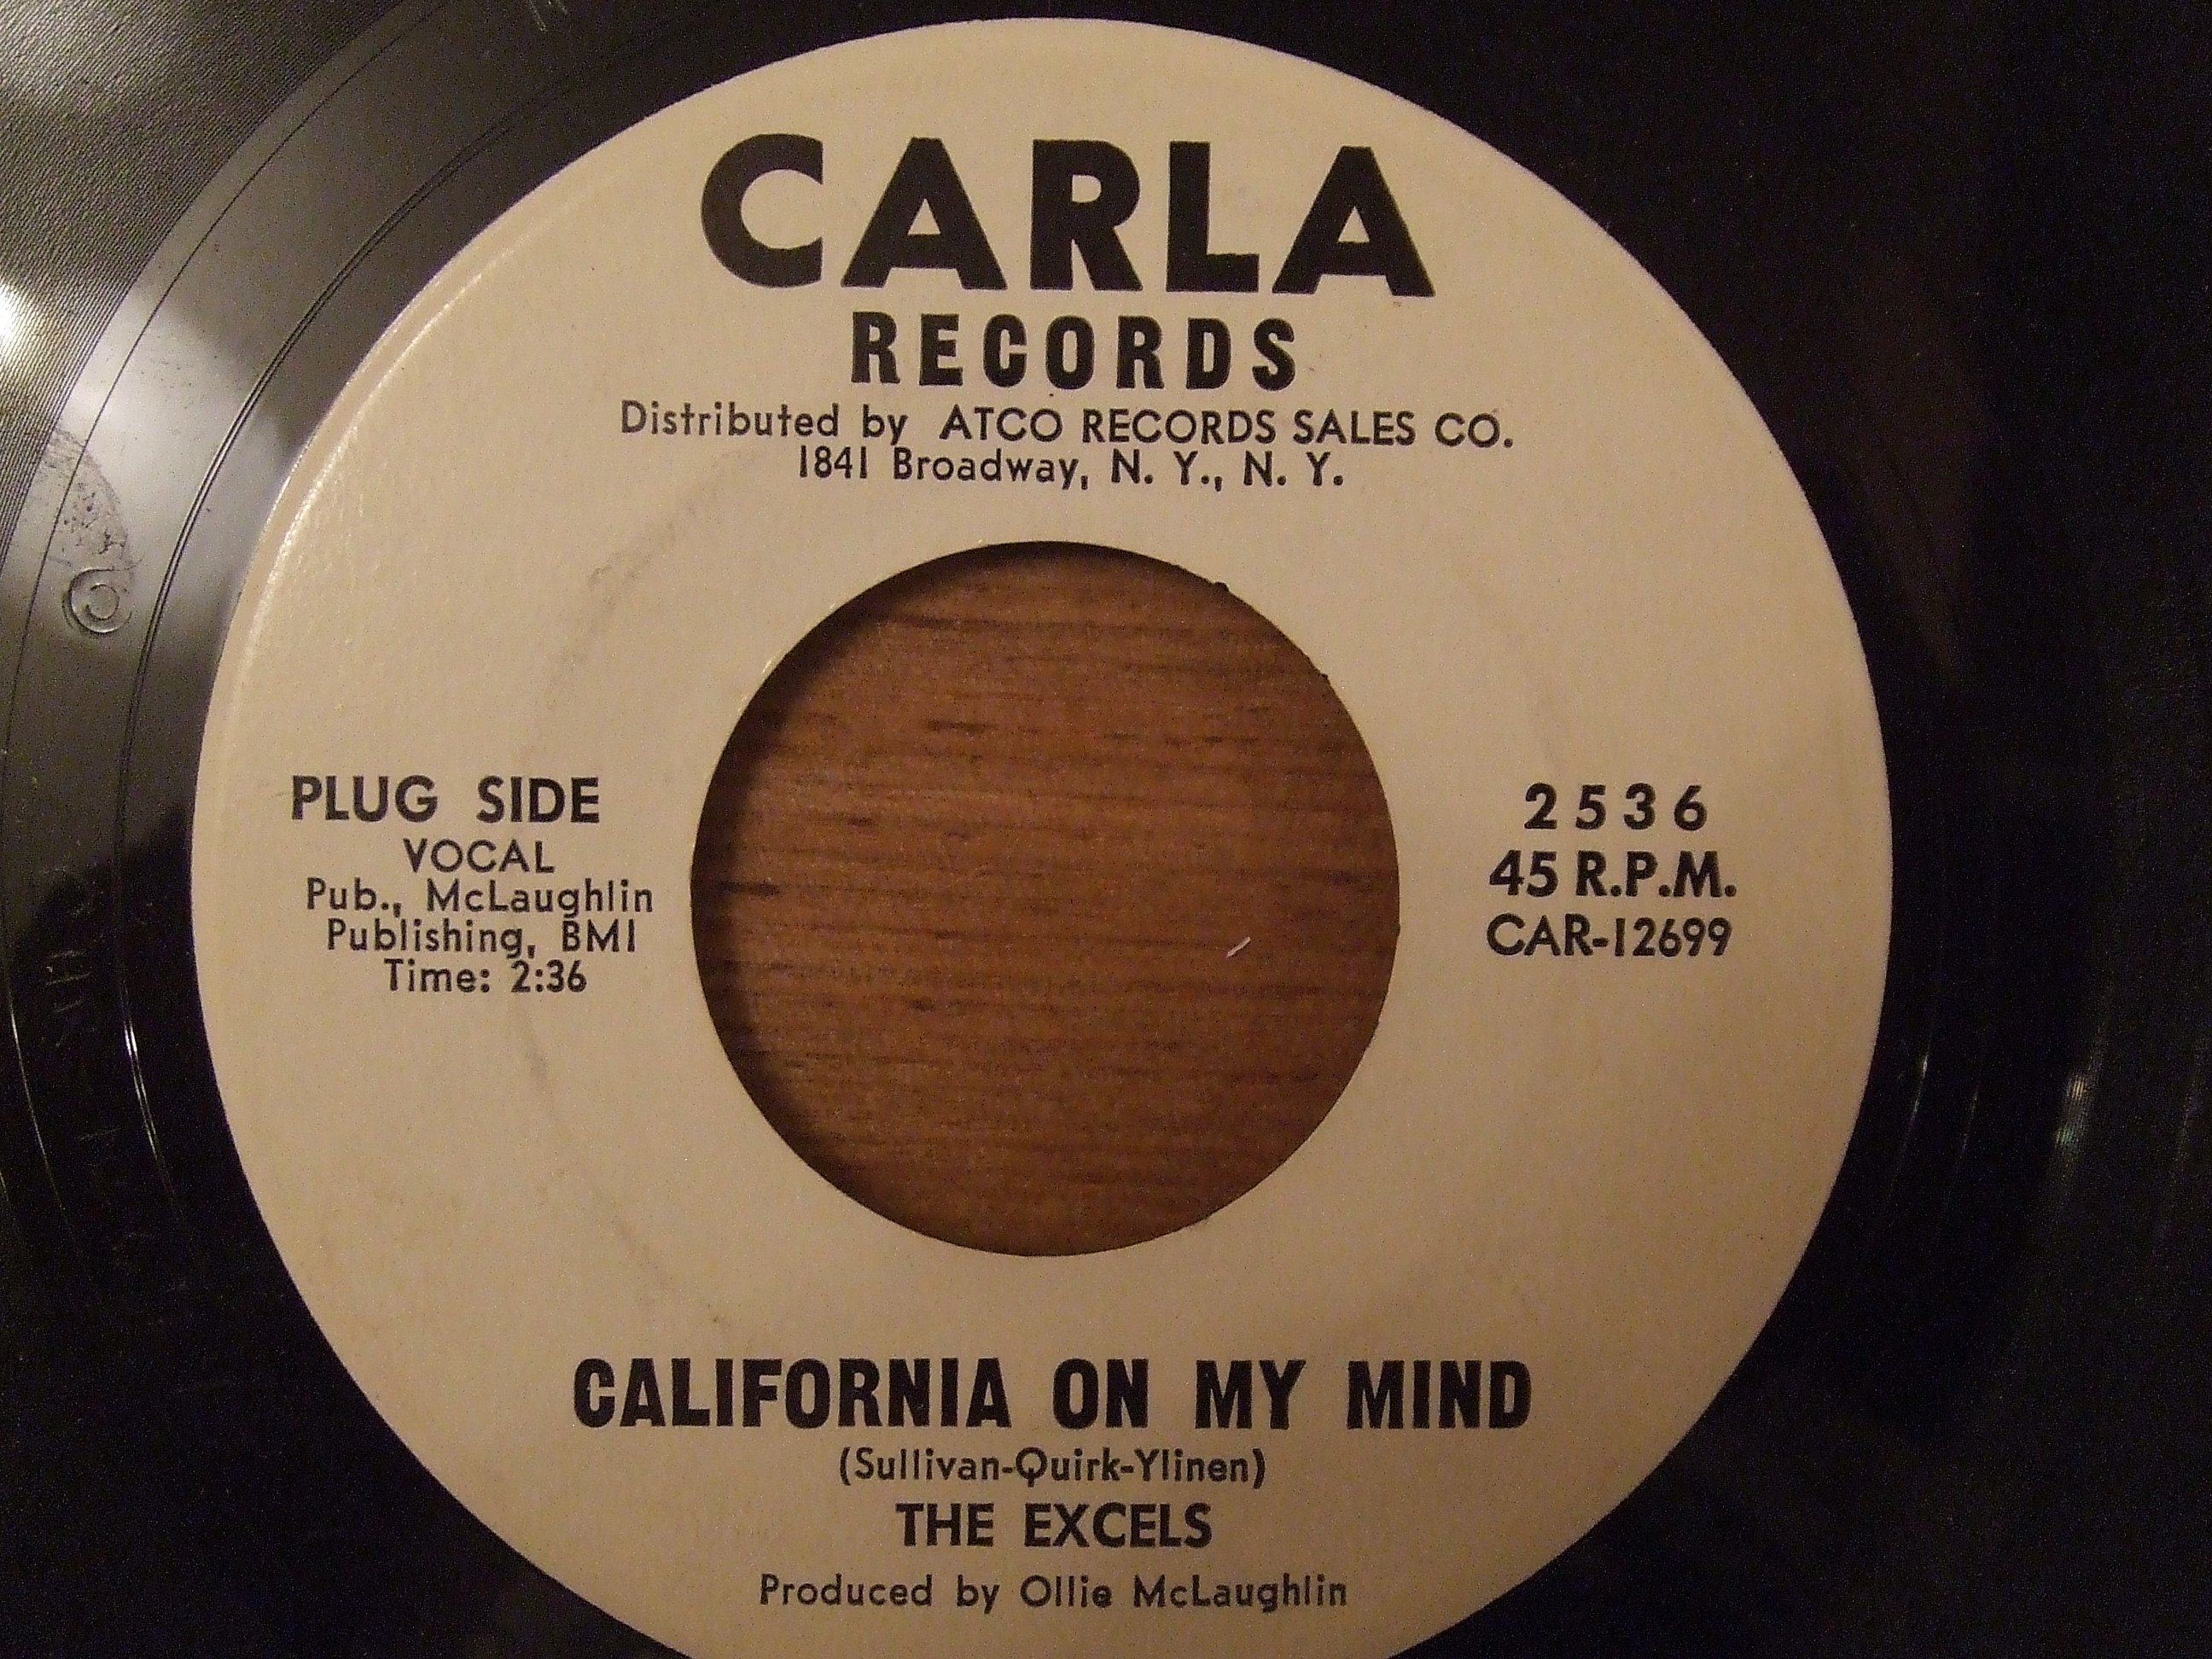 CARLA
RECORDS
Distributed by ATCO RECORDS SALES CO.
1841 Broadway, N. Y., N. Y.
PLUG SIDE
VOCAL
Pub., McLaughlin
Publishing, BMI
Time: 2:36
2536
45 R.P.M.
CAR-12699
CALIFORNIA ON MY MIND
(Sullivan-Quirk-Ylinen)
THE EXCELS
Produced by Ollie McLaughlin